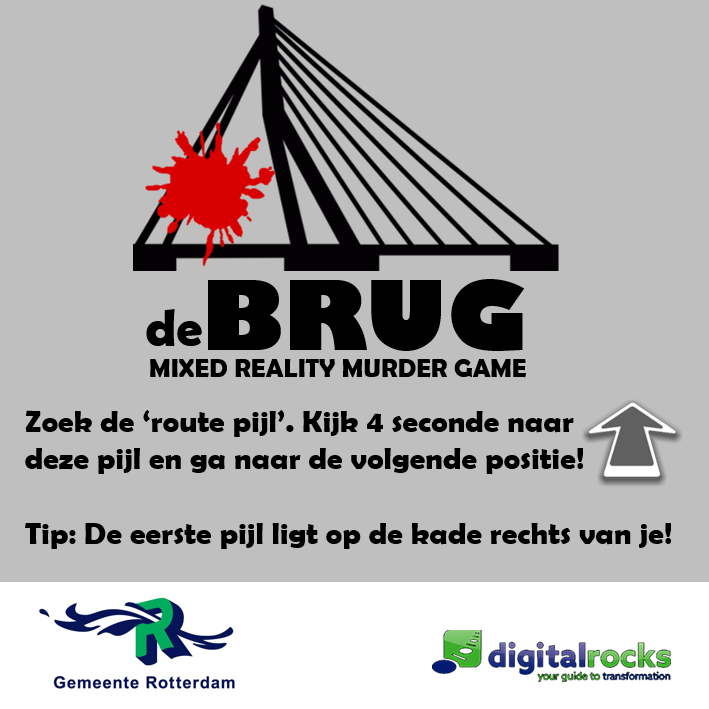 de BRUG
MIXED REALITY MURDER GAME
Zoek de ‘route pijl’. Kijk 4 seconde naar
deze pijl en ga naar de volgende positie!
Tip: De eerste pijl ligt op de kade rechts van je!
R
Gemeente Rotterdam
digitalrocks
your guide to transformation